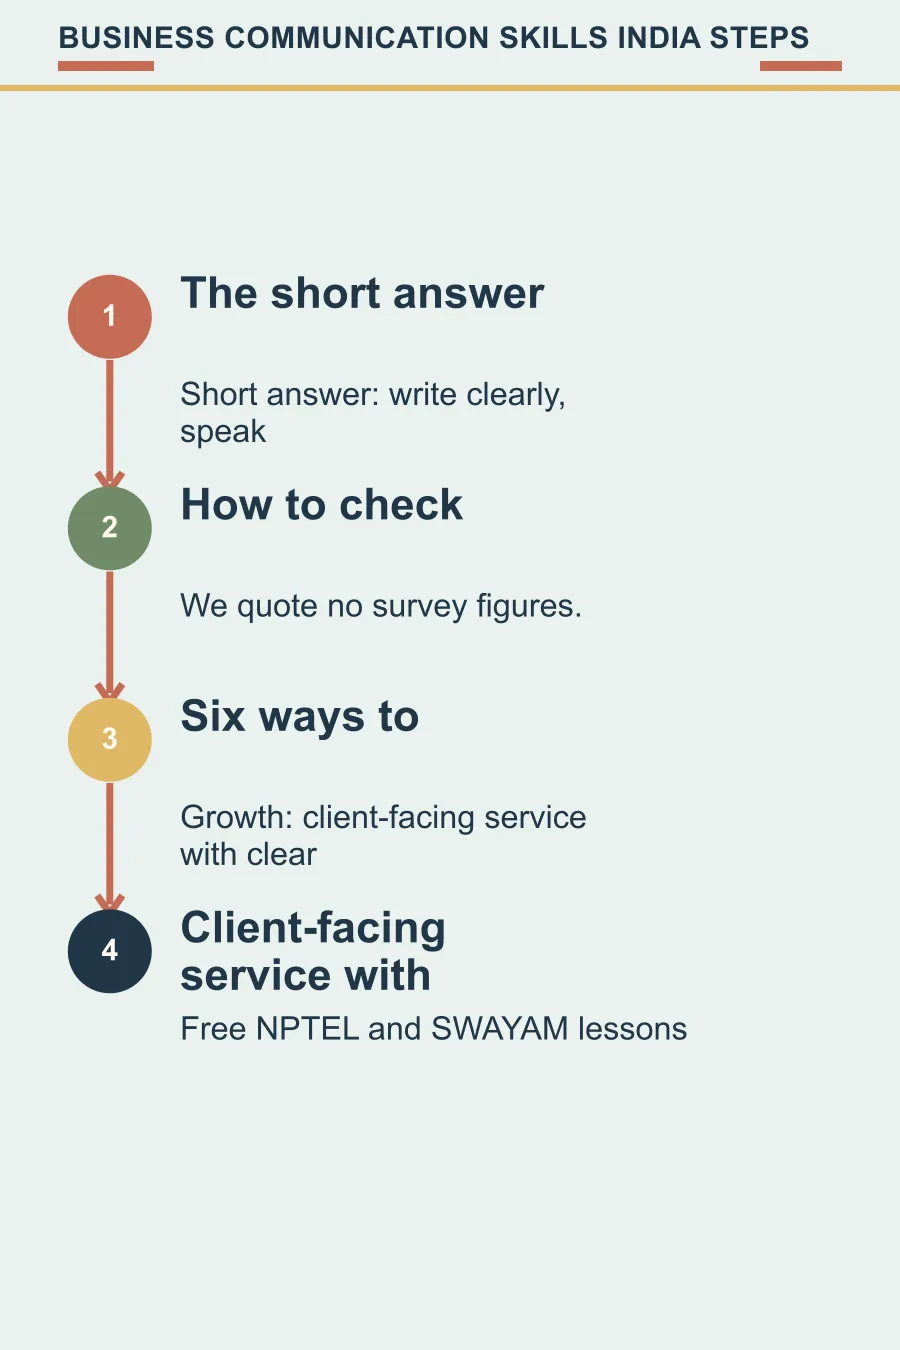 BUSINESS COMMUNICATION SKILLS INDIA STEPS
1
The short answer
Short answer: write clearly,
speak
2
How to check
We quote no survey figures.
3
Six ways to
Growth: client-facing service
with clear
4
Client-facing
service with
Free NPTEL and SWAYAM lessons